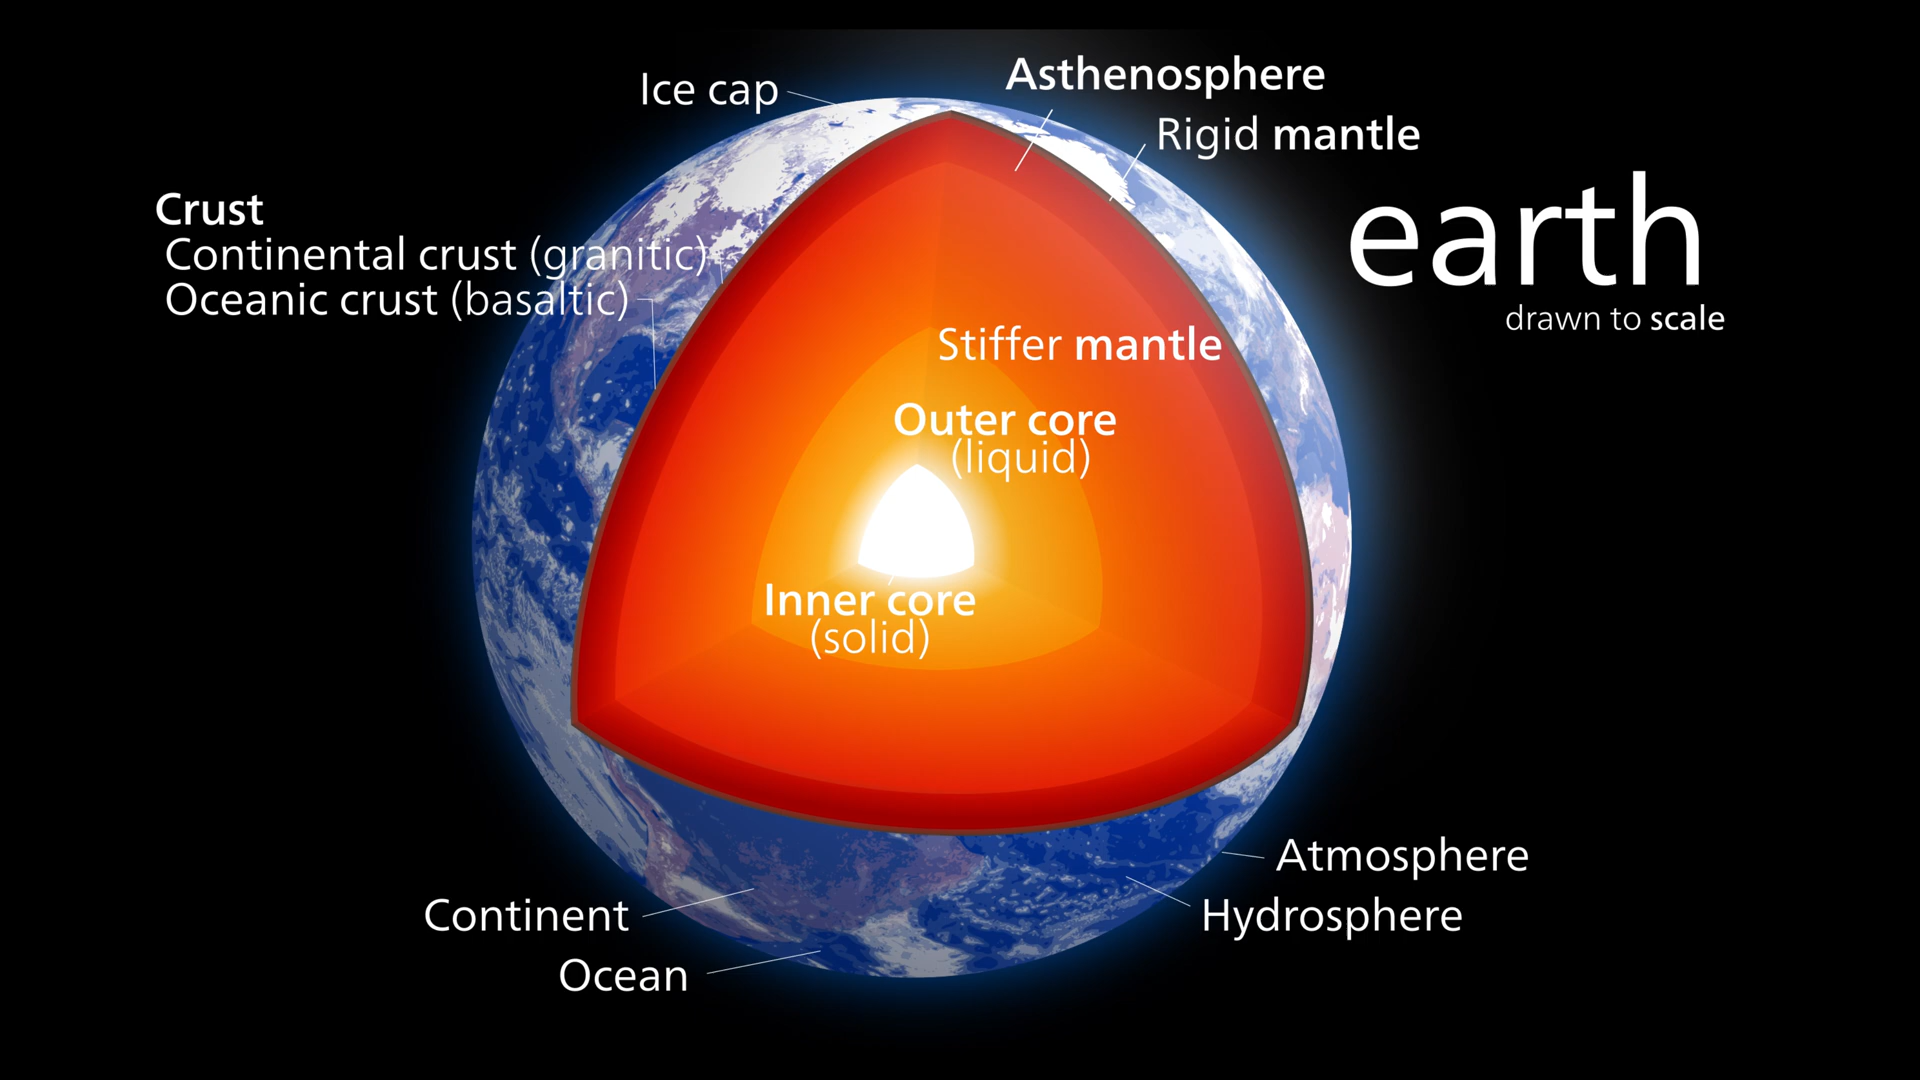 Ice cap
Asthenosphere
Rigid mantle
Crust
Continental crust (granitic)
Oceanic crust (basaltic)
earth
drawn to scale
Stiffer mantle
Outer core
(liquid)
Inner core
(solid)
Atmosphere
Hydrosphere
Continent
Ocean